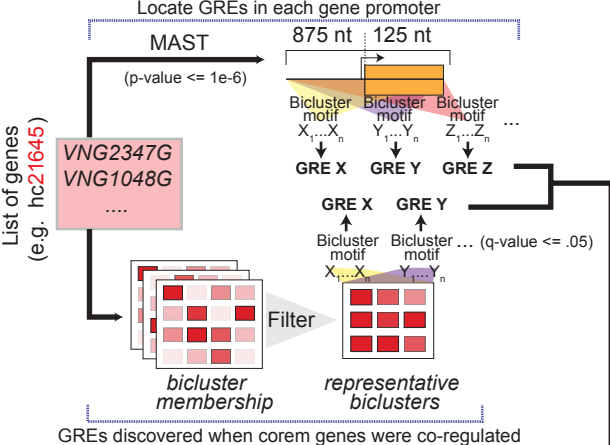 Locate GREs in each gene promoter
875 nt 125 nt
MAST
(p-value <= 1e-6)
Bicluster motif X1...Xn
Bicluster motif Y1...Yn
Bicluster motif Z1...Zn
...
GRE X GRE Y GRE Z
List of genes
(e.g. hc21645)
VNG2347G
VNG1048G
....
GRE X GRE Y
Bicluster motif X1...Xn
Bicluster motif Y1...Yn
... (q-value <= .05)
Filter
bicluster
membership
representative
biclusters
GREs discovered when corem genes were co-regulated